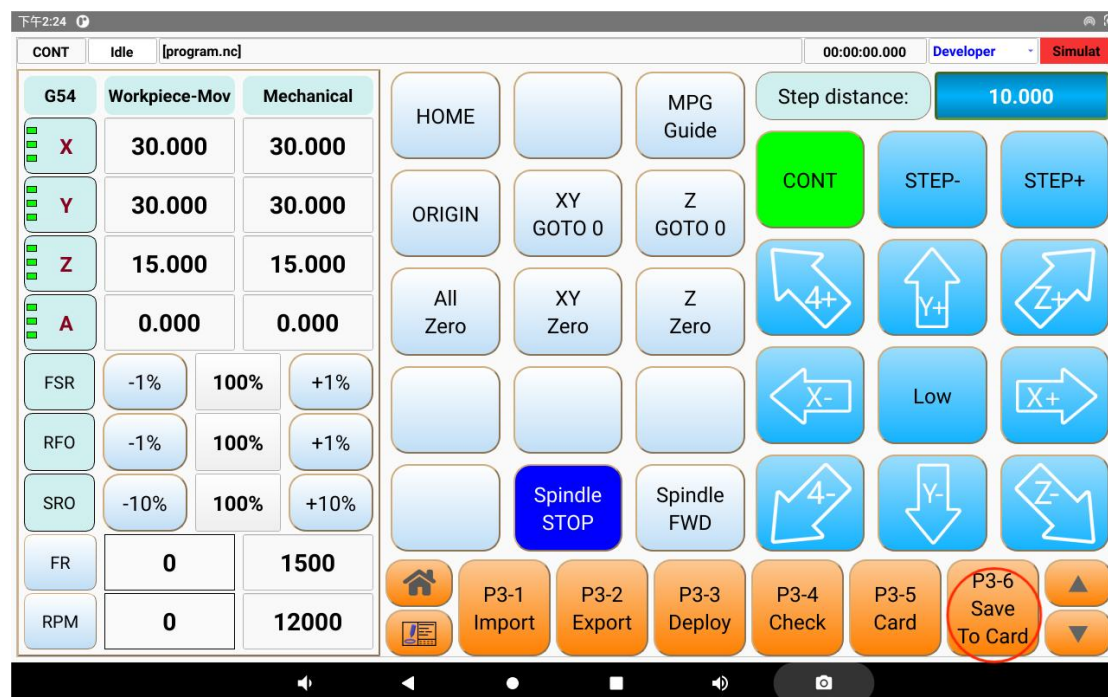 下午2:24
CONT Idle [program.nc] 00:00:00.000 Developer Simulat
G54 Workpiece-Mov Mechanical
X 30.000 30.000
Y 30.000 30.000
Z 15.000 15.000
A 0.000 0.000
FSR -1% 100% +1%
RFO -1% 100% +1%
SRO -10% 100% +10%
FR 0 1500
RPM 0 12000
HOME
MPG
Guide
ORIGIN
XY
GOTO 0
Z
GOTO 0
All
Zero
XY
Zero
Z
Zero
Spindle
STOP
Spindle
FWD
Step distance: 10.000
CONT STEP- STEP+
4+ Y+ Z+
X- Low X+
4- Y- Z-
P3-1
Import
P3-2
Export
P3-3
Deploy
P3-4
Check
P3-5
Card
P3-6
Save
To Card